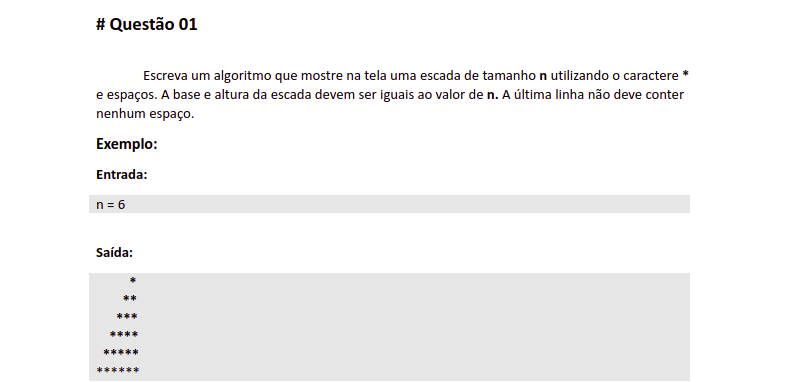 # Questão 01
Escreva um algoritmo que mostre na tela uma escada de tamanho n utilizando o caractere *
e espaços. A base e altura da escada devem ser iguais ao valor de n. A última linha não deve conter
nenhum espaço.
Exemplo:
Entrada:
n = 6
Saída:
     *
    **
   ***
  ****
 *****
******